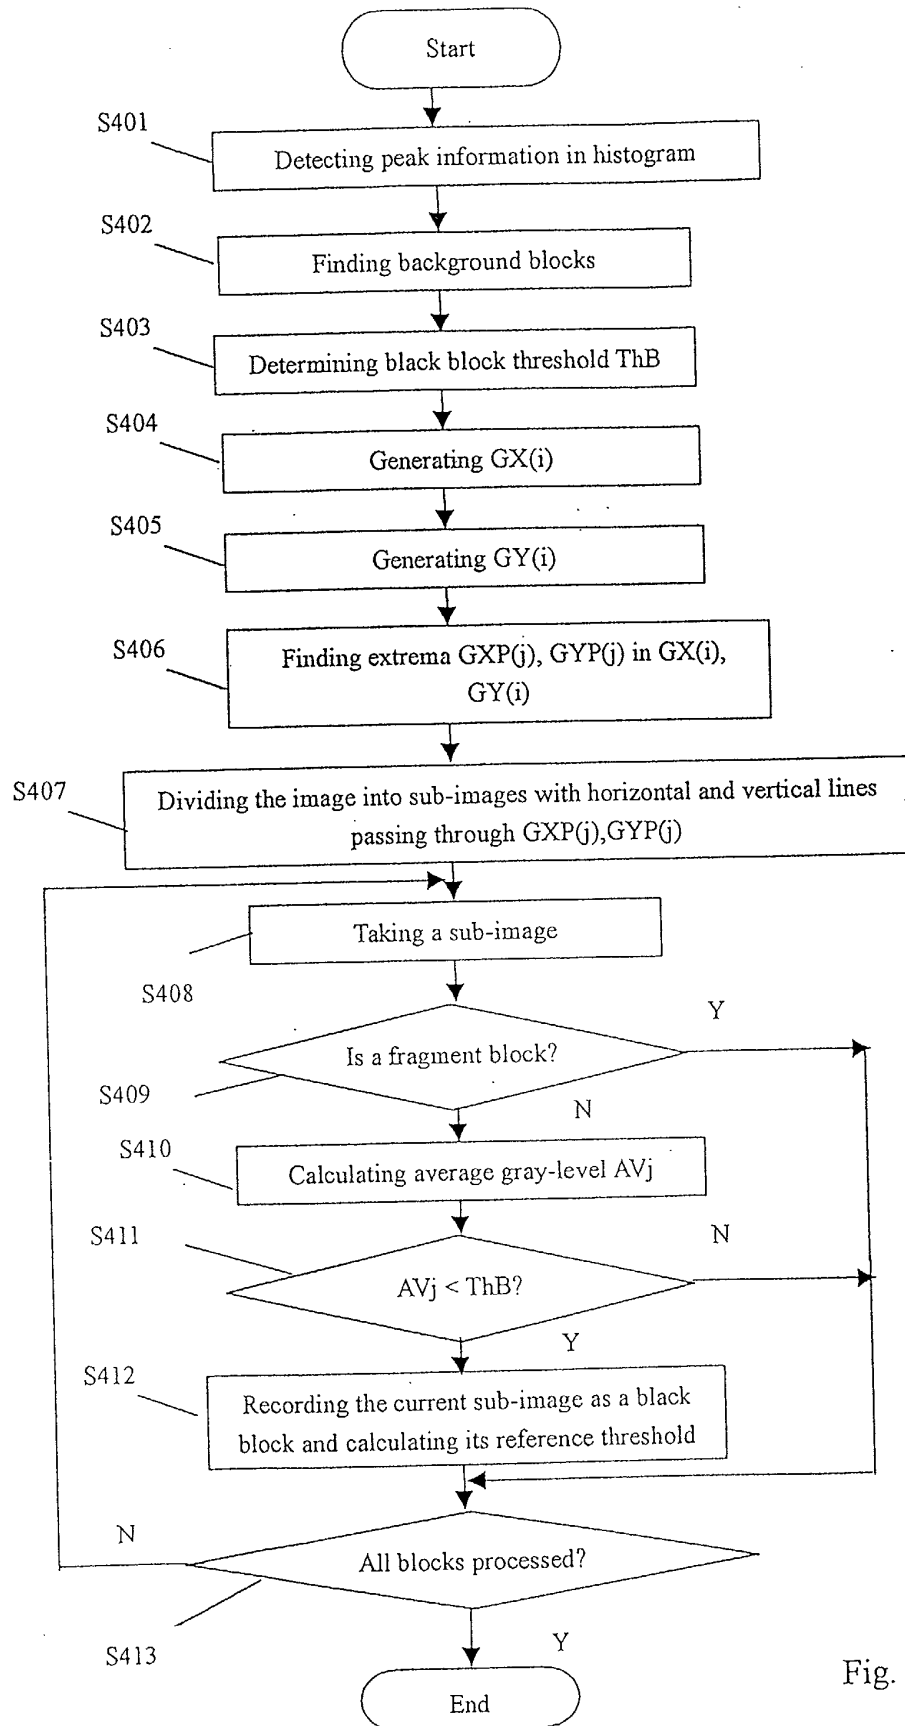 Start
S401
Detecting peak information in histogram
S402
Finding background blocks
S403
Determining black block threshold ThB
S404
Generating GX(i)
S405
Generating GY(i)
S406
Finding extrema GXP(j), GYP(j) in GX(i),
GY(i)
S407
Dividing the image into sub-images with horizontal and vertical lines
passing through GXP(j),GYP(j)
Taking a sub-image
S408
Y
Is a fragment block?
S409
N
S410
Calculating average gray-level AVj
S411
N
AVj < ThB?
Y
S412
Recording the current sub-image as a black
block and calculating its reference threshold
N
All blocks processed?
S413
Y
End
Fig.